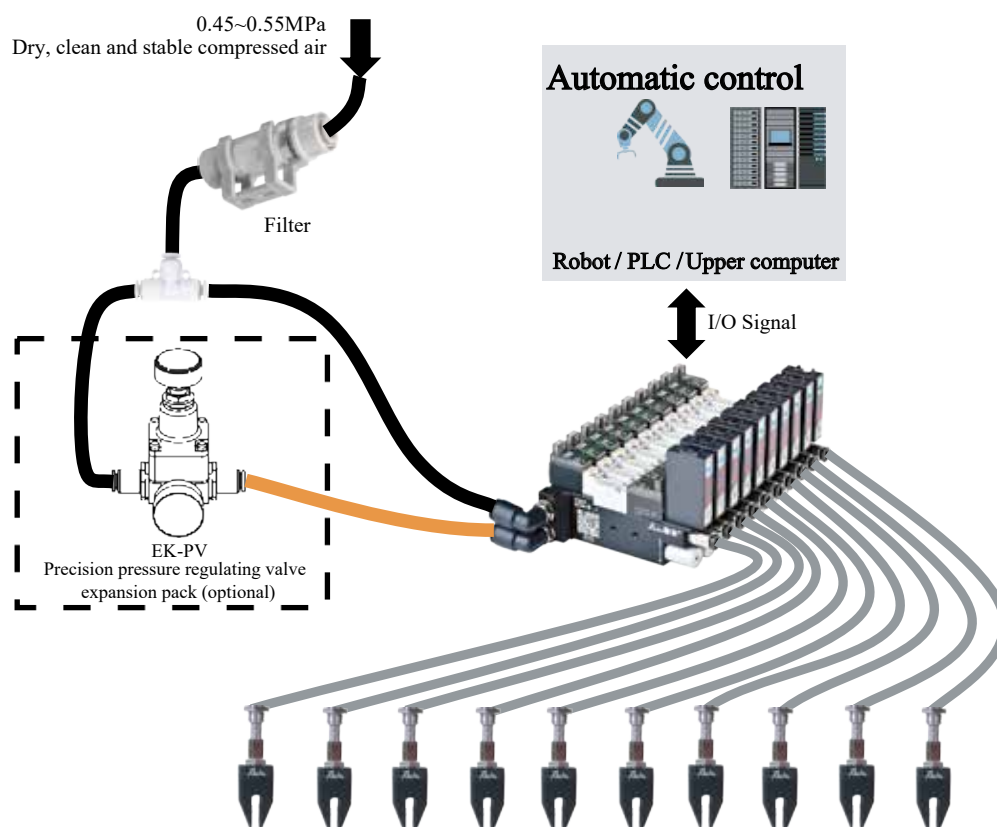 0.45~0.55MPa
Dry, clean and stable compressed air
Automatic control
Filter
Robot / PLC / Upper computer
I/O Signal
EK-PV
Precision pressure regulating valve
expansion pack (optional)